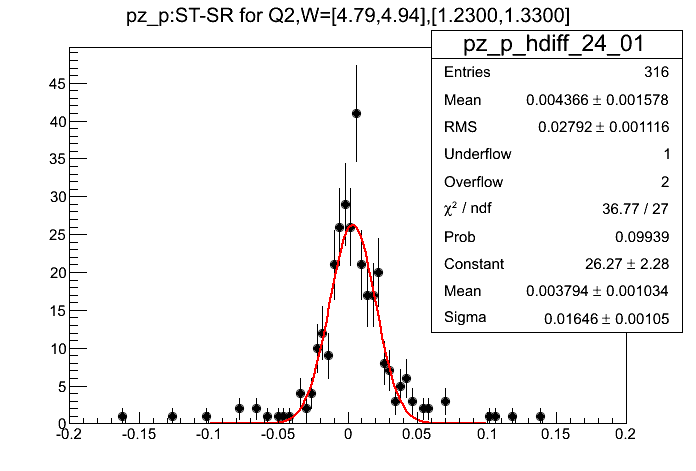 pz_p:ST-SR for Q2,W=[4.79,4.94],[1.2300,1.3300]
pz_p_hdiff_24_01
Entries 316
Mean 0.004366 ± 0.001578
RMS 0.02792 ± 0.001116
Underflow 1
Overflow 2
χ² / ndf 36.77 / 27
Prob 0.09939
Constant 26.27 ± 2.28
Mean 0.003794 ± 0.001034
Sigma 0.01646 ± 0.00105
45
40
35
30
25
20
15
10
5
0
-0.2 -0.15 -0.1 -0.05 0 0.05 0.1 0.15 0.2